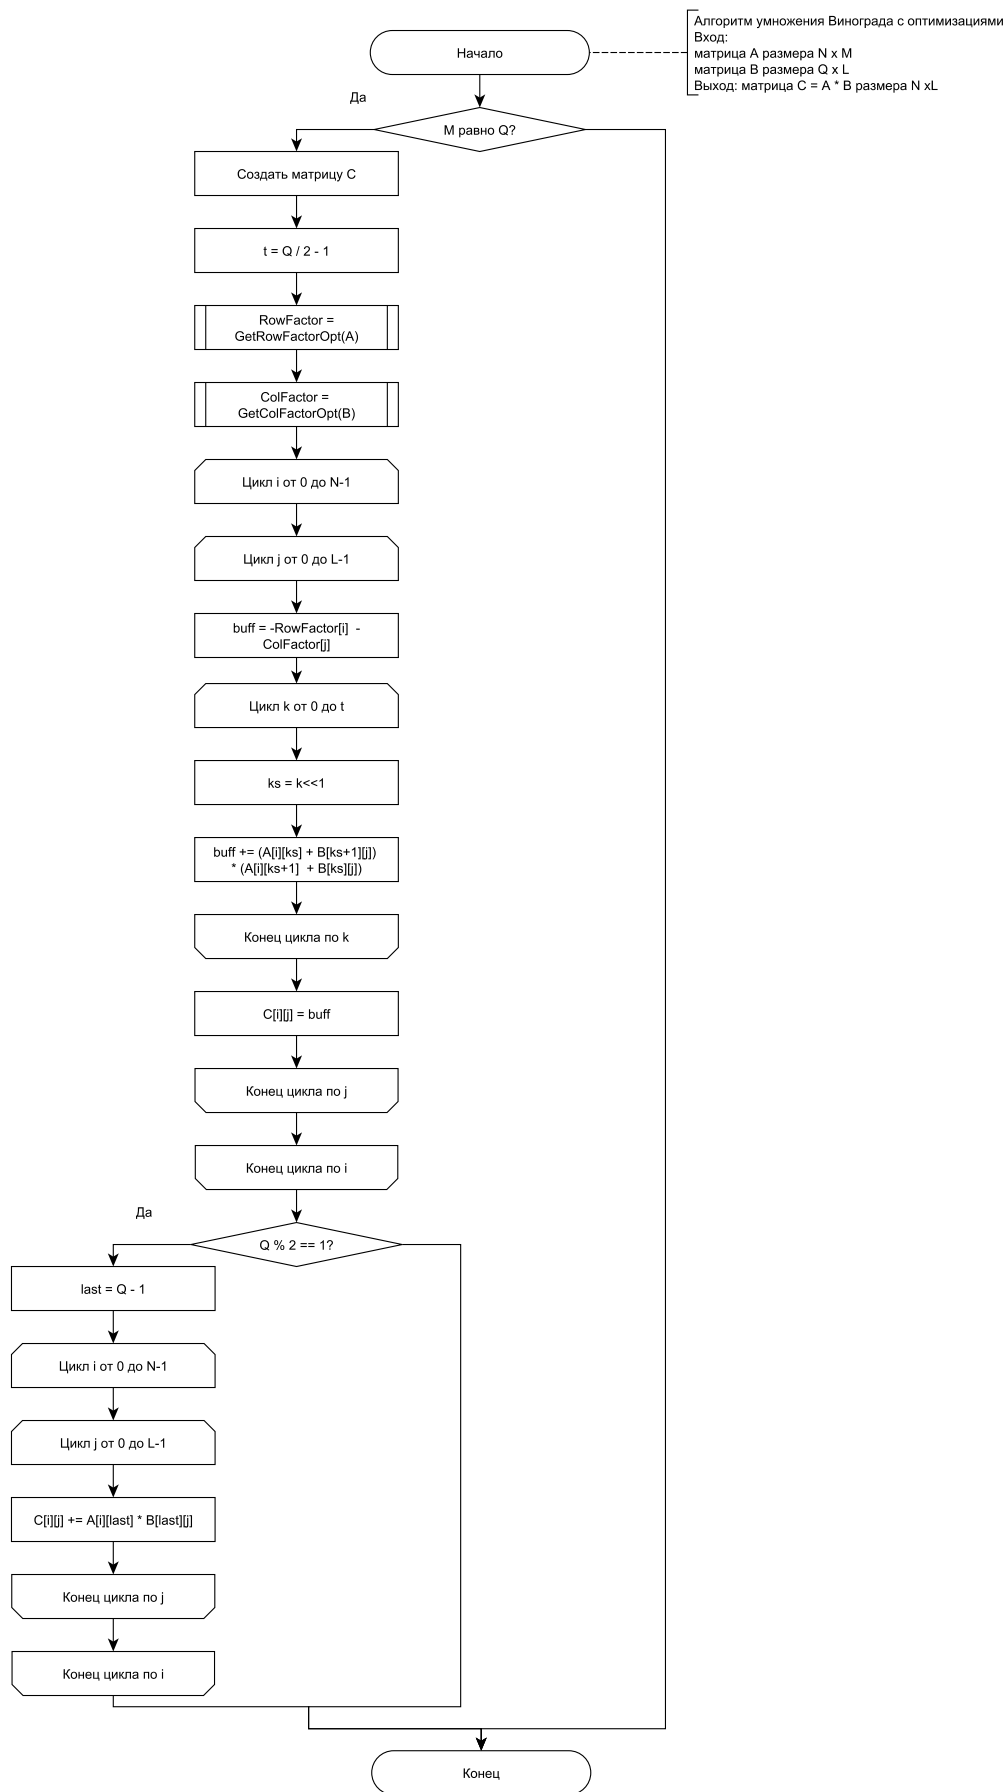 Алгоритм умножения Винограда с оптимизациями
Вход:
матрица A размера N x M
матрица B размера Q x L
Выход: матрица C = A * B размера N xL
Начало
Да
M равно Q?
Создать матрицу C
t = Q / 2 - 1
RowFactor =
GetRowFactorOpt(A)
ColFactor =
GetColFactorOpt(B)
Цикл i от 0 до N-1
Цикл j от 0 до L-1
buff = -RowFactor[i] -
ColFactor[j]
Цикл k от 0 до t
ks = k<<1
buff += (A[i][ks] + B[ks+1][j])
* (A[i][ks+1] + B[ks][j])
Конец цикла по k
C[i][j] = buff
Конец цикла по j
Конец цикла по i
Да
Q % 2 == 1?
last = Q - 1
Цикл i от 0 до N-1
Цикл j от 0 до L-1
C[i][j] += A[i][last] * B[last][j]
Конец цикла по j
Конец цикла по i
Конец